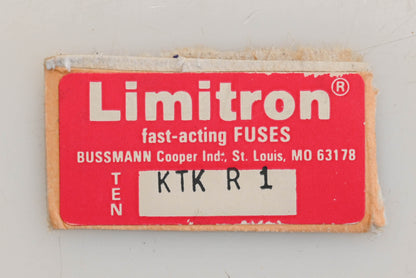 Limitron®
fast-acting FUSES
BUSSMANN Cooper Ind., St. Louis, MO 63178
TEN
KTK R 1